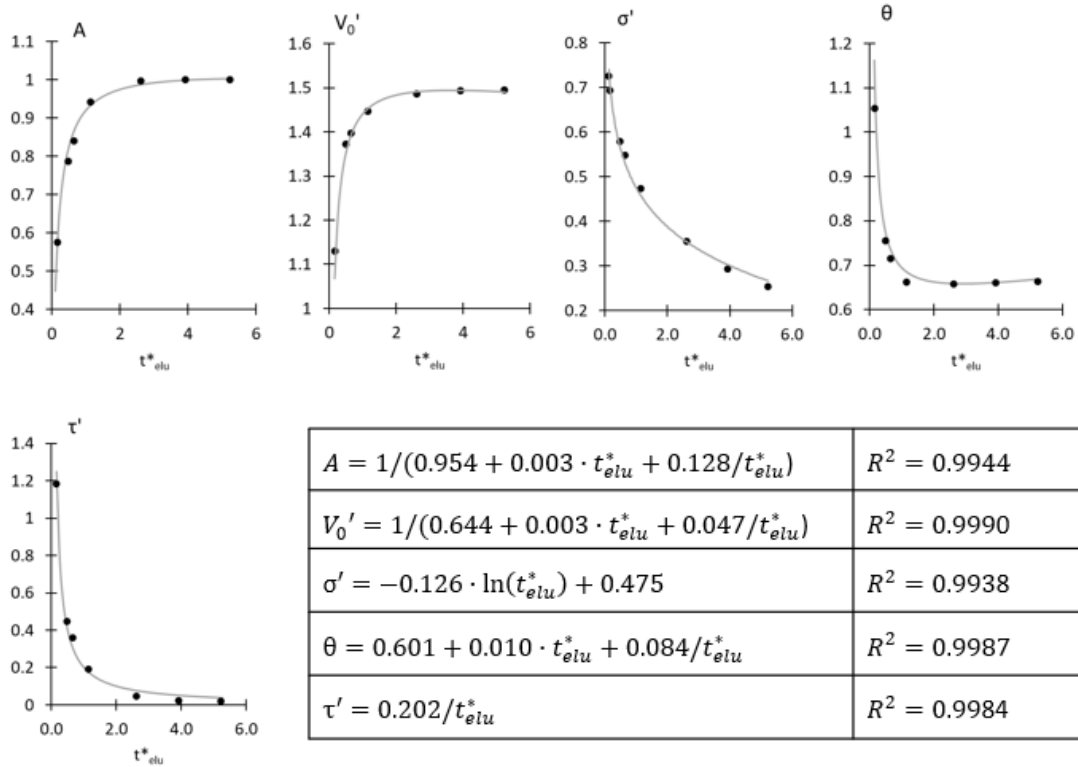 A
1.1
1
0.9
0.8
0.7
0.6
0.5
0.4
0.0 2 4 6
t*elu
V0'
1.6
1.5
1.4
1.3
1.2
1.1
1
0.0 2 4 6
t*elu
σ'
0.8
0.7
0.6
0.5
0.4
0.3
0.2
0.0 2.0 4.0 6.0
t*elu
θ
1.2
1.1
1
0.9
0.8
0.7
0.6
0.0 2.0 4.0 6.0
t*elu
τ'
1.4
1.2
1.0
0.8
0.6
0.4
0.2
0
0.0 2.0 4.0 6.0
t*elu
A = 1/(0.954 + 0.003 · t*elu + 0.128/t*elu) R² = 0.9944
V0' = 1/(0.644 + 0.003 · t*elu + 0.047/t*elu) R² = 0.9990
σ' = −0.126 · ln(t*elu) + 0.475 R² = 0.9938
θ = 0.601 + 0.010 · t*elu + 0.084/t*elu R² = 0.9987
τ' = 0.202/t*elu R² = 0.9984